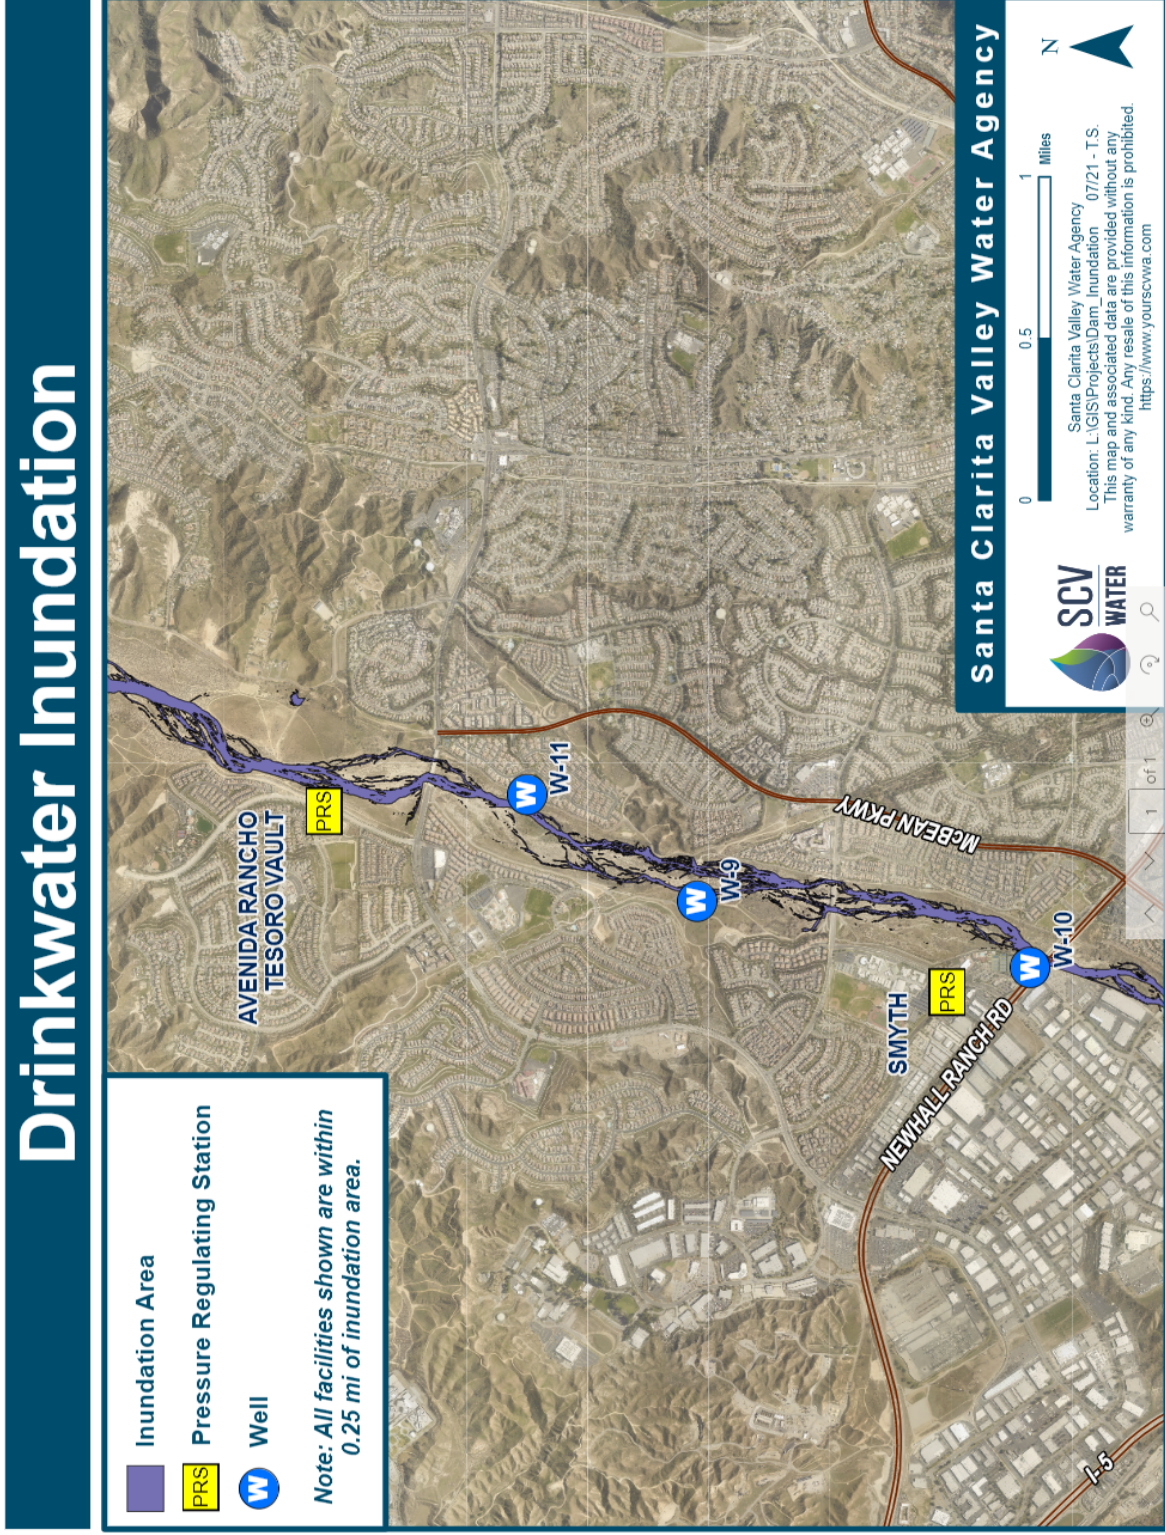 Drinkwater Inundation
Inundation Area
PRS
Pressure Regulating Station
W
Well
Note: All facilities shown are within
0.25 mi of inundation area.
AVENIDA RANCHO
TESORO VAULT
PRS
W
W-11
W
W-9
SMYTH
PRS
W
W-10
McBEAN PKWY
NEWHALL RANCH RD
I-5
Santa Clarita Valley Water Agency
SCV
WATER
0
0.5
1
Miles
N
Santa Clarita Valley Water Agency
Location: L:\GIS\Projects\Dam_Inundation 07/21 - T.S.
This map and associated data are provided without any
warranty of any kind. Any resale of this information is prohibited.
https://www.yourscvwa.com
1 of 1